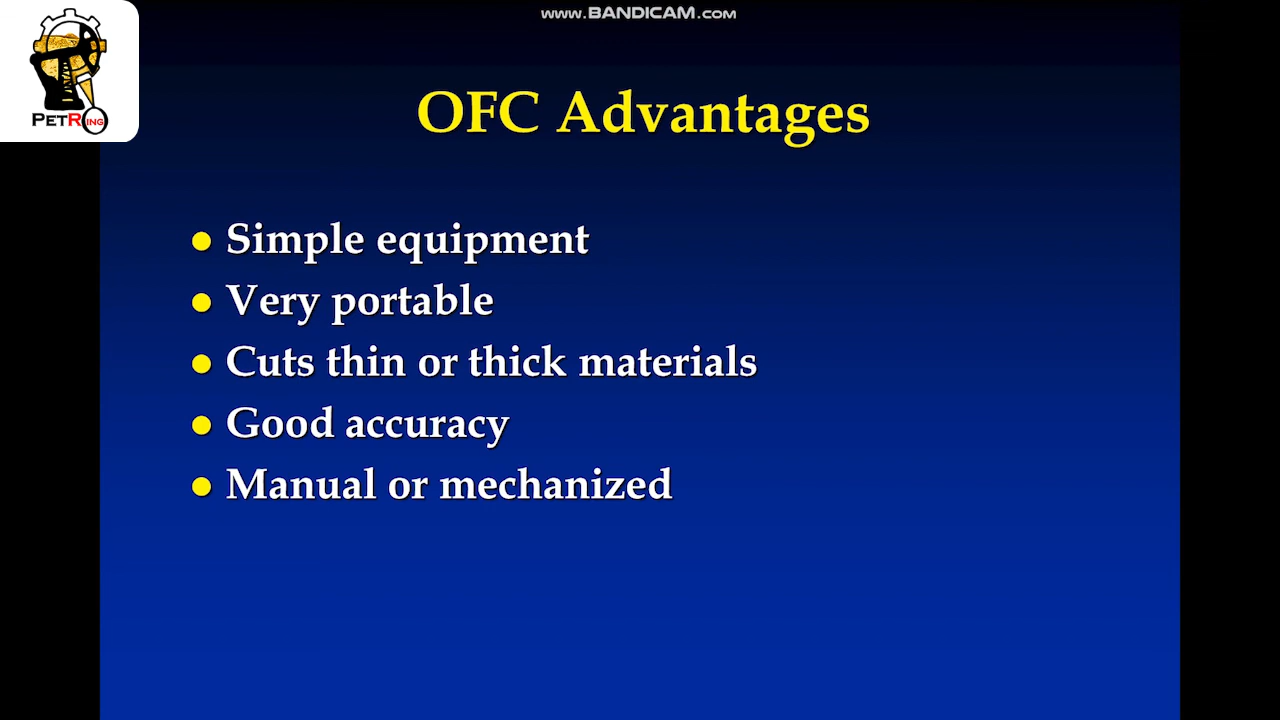 www.BANDICAM.com
PETRING
OFC Advantages
Simple equipment
Very portable
Cuts thin or thick materials
Good accuracy
Manual or mechanized